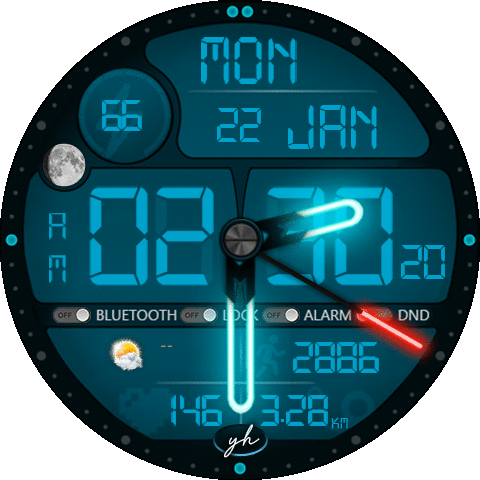 MON
66
22 JAN
AM
02 30 20
OFF BLUETOOTH OFF LOCK OFF ALARM DND
--
2886
146 3.28 KM
yh